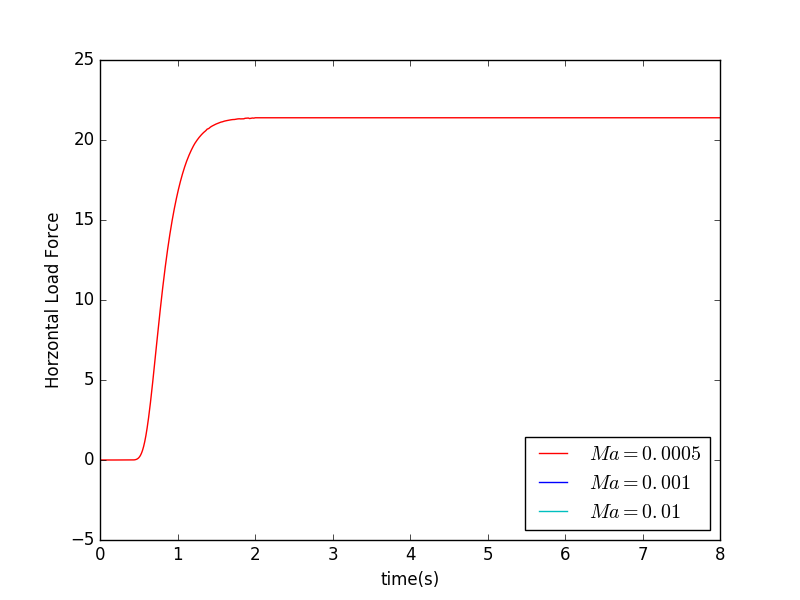 25
20
15
10
5
0
−5
Horzontal Load Force
0 1 2 3 4 5 6 7 8
time(s)
Ma = 0.0005
Ma = 0.001
Ma = 0.01